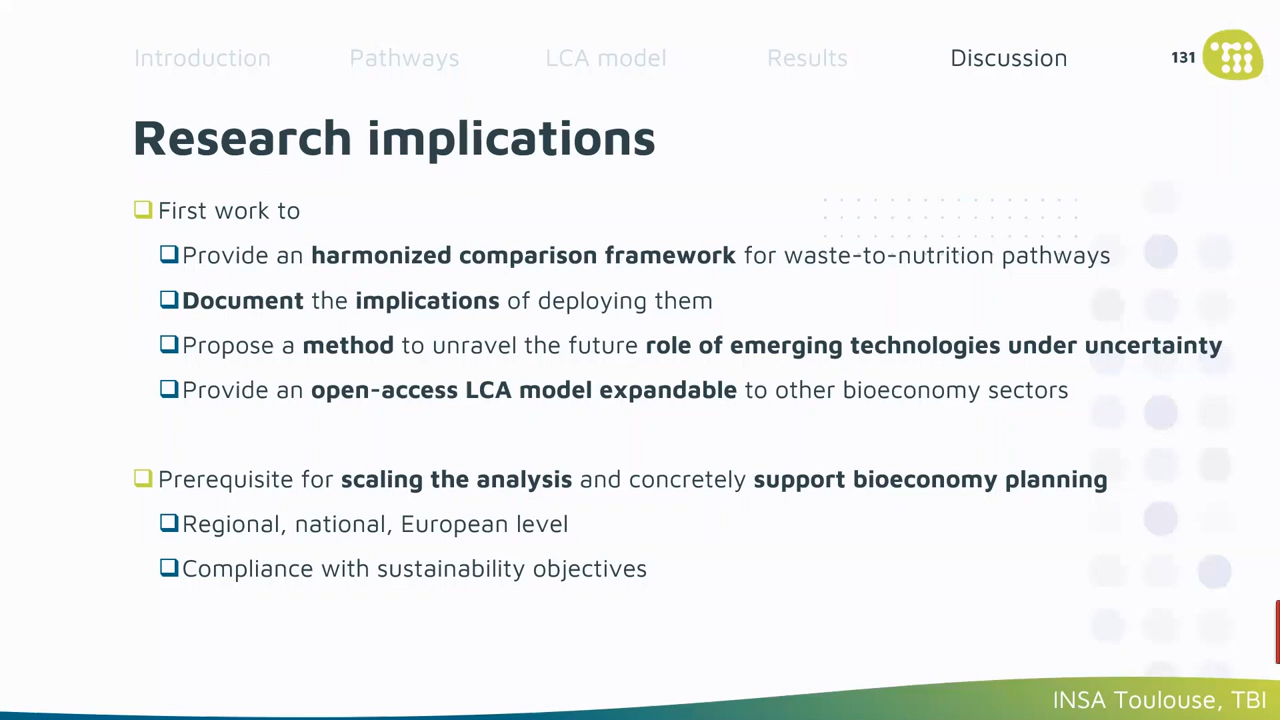 Introduction Pathways LCA model Results Discussion 131
Research implications
First work to
Provide an harmonized comparison framework for waste-to-nutrition pathways
Document the implications of deploying them
Propose a method to unravel the future role of emerging technologies under uncertainty
Provide an open-access LCA model expandable to other bioeconomy sectors
Prerequisite for scaling the analysis and concretely support bioeconomy planning
Regional, national, European level
Compliance with sustainability objectives
INSA Toulouse, TBI